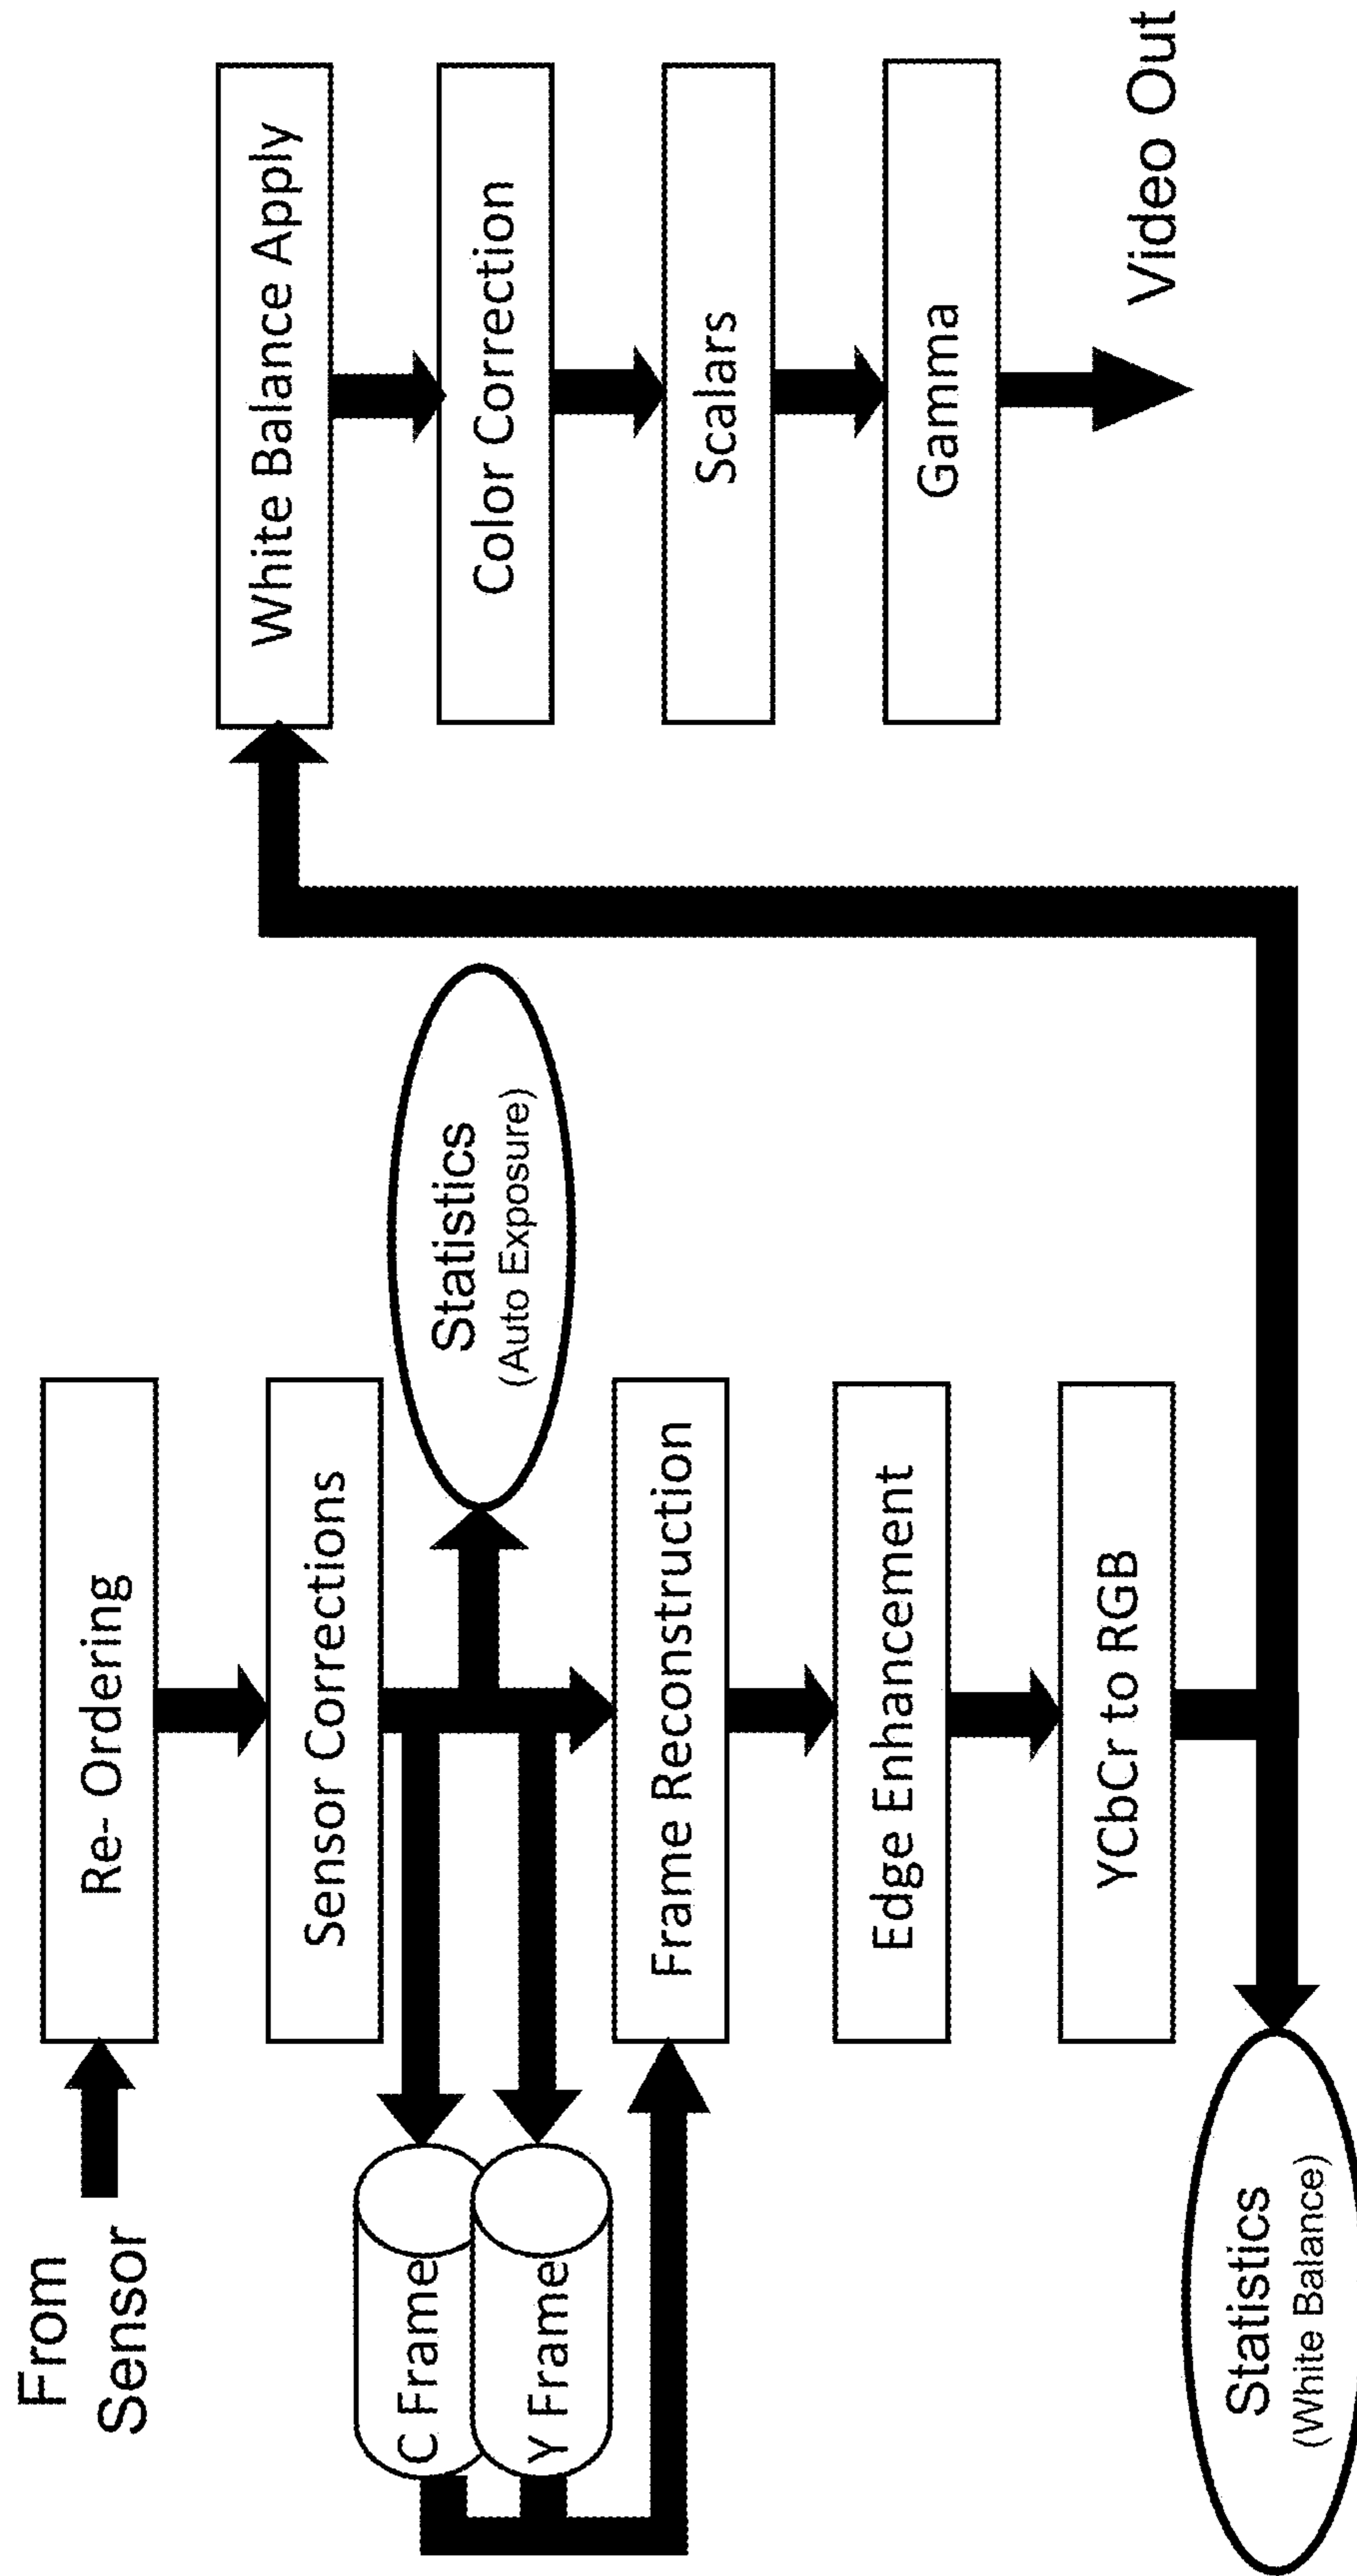 From
Sensor
Re- Ordering
Sensor Corrections
C Frame
Y Frame
Statistics
(Auto Exposure)
Frame Reconstruction
Edge Enhancement
YCbCr to RGB
Statistics
(White Balance)
White Balance Apply
Color Correction
Scalars
Gamma
Video Out